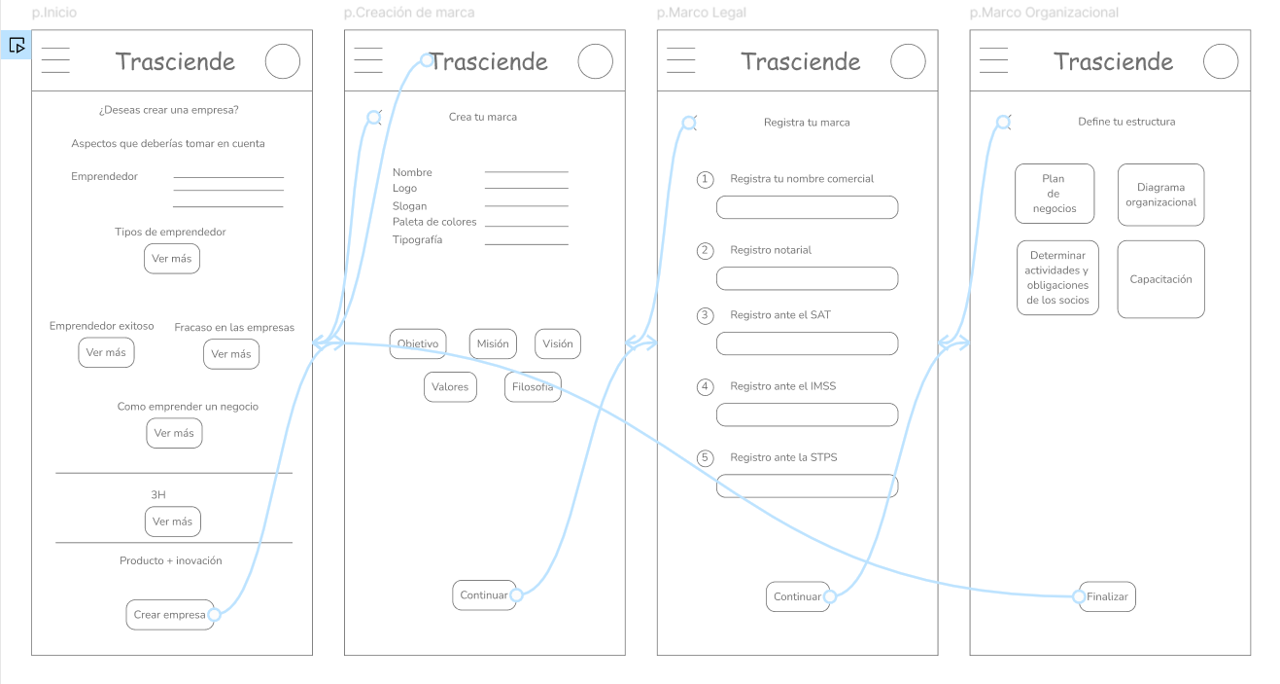 p.Inicio
Trasciende
¿Deseas crear una empresa?
Aspectos que deberías tomar en cuenta
Emprendedor
Tipos de emprendedor
Ver más
Emprendedor exitoso
Fracaso en las empresas
Ver más
Ver más
Como emprender un negocio
Ver más
3H
Ver más
Producto + inovación
Crear empresa
p.Creación de marca
Trasciende
Crea tu marca
Nombre
Logo
Slogan
Paleta de colores
Tipografía
Objetivo
Misión
Visión
Valores
Filosofía
Continuar
p.Marco Legal
Trasciende
Registra tu marca
1 Registra tu nombre comercial
2 Registro notarial
3 Registro ante el SAT
4 Registro ante el IMSS
5 Registro ante la STPS
Continuar
p.Marco Organizacional
Trasciende
Define tu estructura
Plan
de
negocios
Diagrama
organizacional
Determinar
actividades y
obligaciones
de los socios
Capacitación
Finalizar